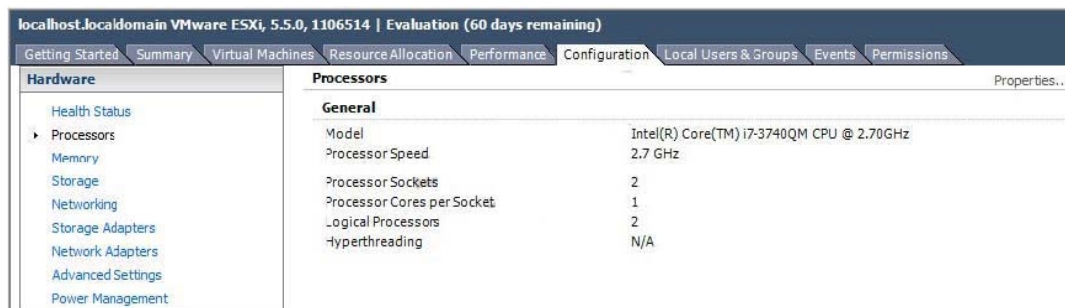 localhost.localdomain VMware ESXi, 5.5.0, 1106514 | Evaluation (60 days remaining)
Getting Started Summary Virtual Machines Resource Allocation Performance Configuration Local Users & Groups Events Permissions
Hardware
Health Status
Processors
Memory
Storage
Networking
Storage Adapters
Network Adapters
Advanced Settings
Power Management
Processors
Properties..
General
Model Intel(R) Core(TM) i7-3740QM CPU @ 2.70GHz
Processor Speed 2.7 GHz
Processor Sockets 2
Processor Cores per Socket 1
Logical Processors 2
Hyperthreading N/A